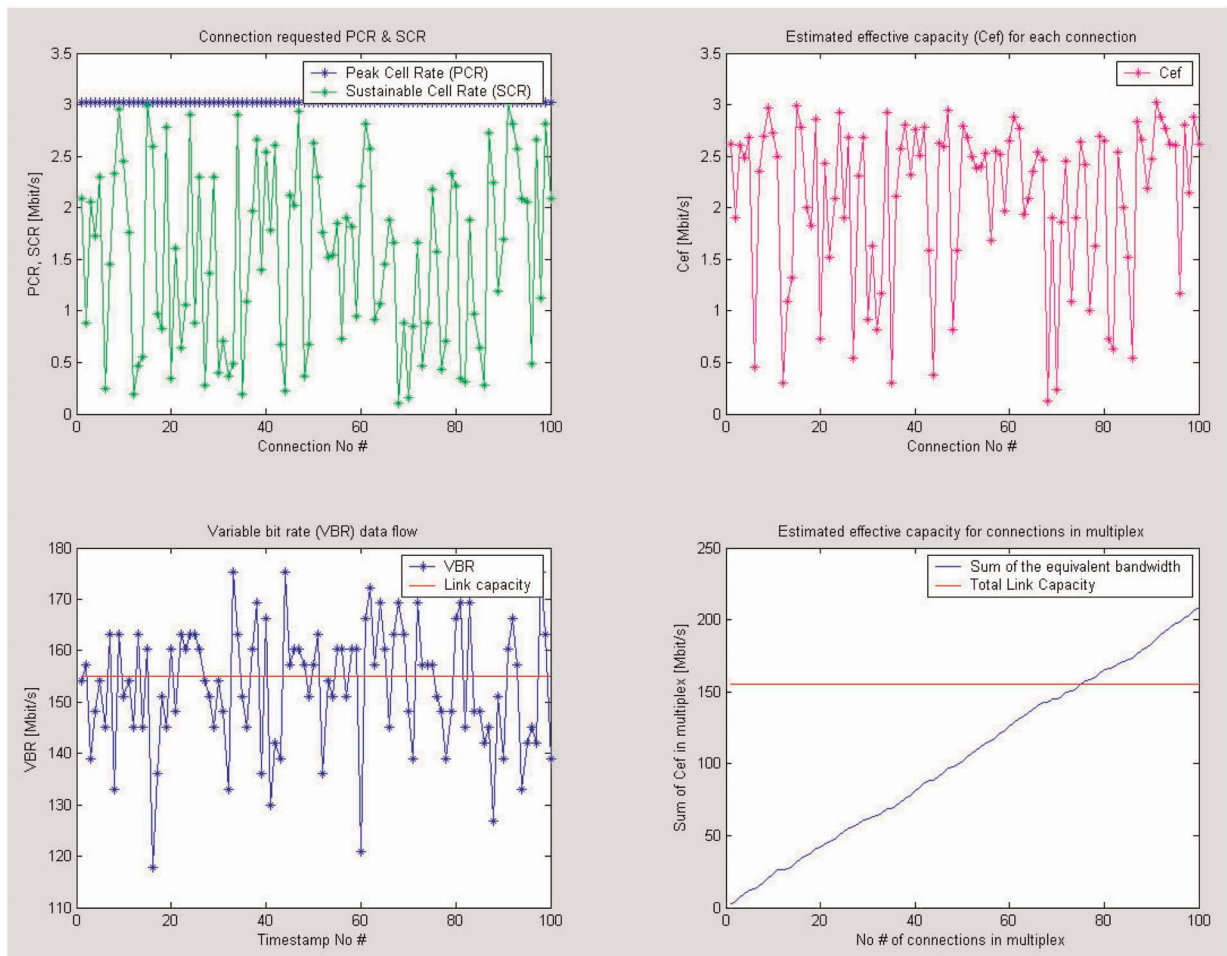 Connection requested PCR & SCR
3.5
3
2.5
2
1.5
1
0.5
0
PCR, SCR [Mbit/s]
Peak Cell Rate (PCR)
Sustainable Cell Rate (SCR)
0 20 40 60 80 100
Connection No #
Estimated effective capacity (Cef) for each connection
3.5
3
2.5
2
1.5
1
0.5
0
Cef [Mbit/s]
Cef
0 20 40 60 80 100
Connection No #
Variable bit rate (VBR) data flow
180
170
160
150
140
130
120
110
VBR [Mbit/s]
VBR
Link capacity
0 20 40 60 80 100
Timestamp No #
Estimated effective capacity for connections in multiplex
250
200
150
100
50
0
Sum of Cef in multiplex [Mbit/s]
Sum of the equivalent bandwidth
Total Link Capacity
0 20 40 60 80 100
No # of connections in multiplex